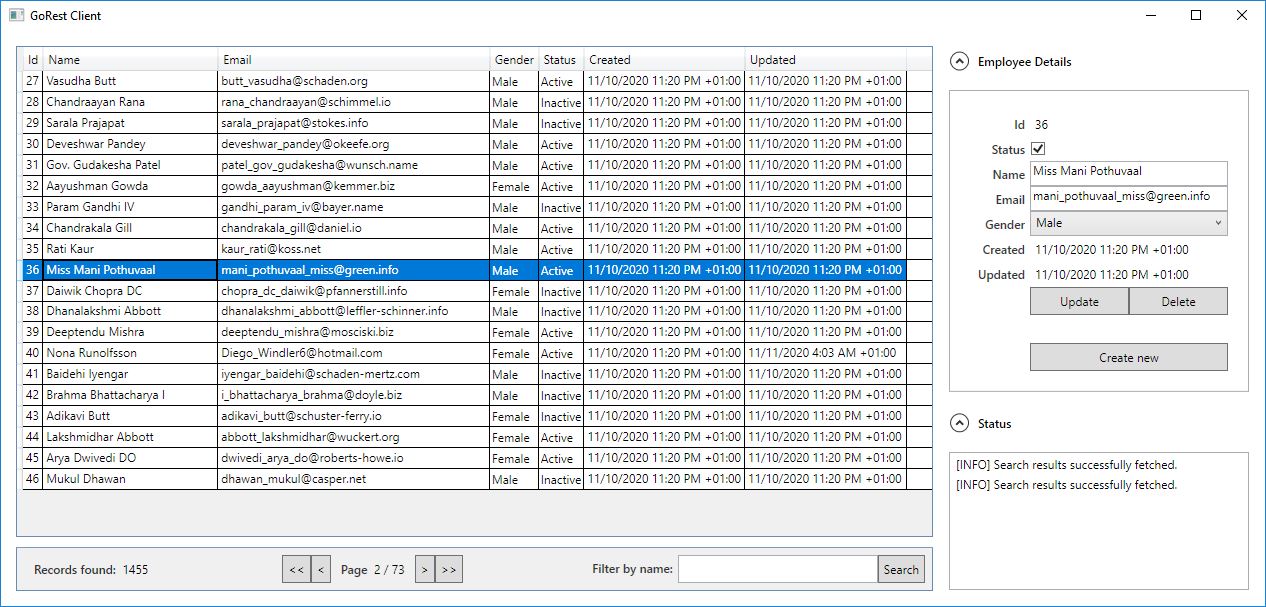 GoRest Client
Id Name Email Gender Status Created Updated
27 Vasudha Butt butt_vasudha@schaden.org Male Active 11/10/2020 11:20 PM +01:00 11/10/2020 11:20 PM +01:00
28 Chandraayan Rana rana_chandraayan@schimmel.io Male Inactive 11/10/2020 11:20 PM +01:00 11/10/2020 11:20 PM +01:00
29 Sarala Prajapat sarala_prajapat@stokes.info Male Inactive 11/10/2020 11:20 PM +01:00 11/10/2020 11:20 PM +01:00
30 Deveshwar Pandey deveshwar_pandey@okeefe.org Male Active 11/10/2020 11:20 PM +01:00 11/10/2020 11:20 PM +01:00
31 Gov. Gudakesha Patel patel_gov_gudakesha@wunsch.name Male Active 11/10/2020 11:20 PM +01:00 11/10/2020 11:20 PM +01:00
32 Aayushman Gowda gowda_aayushman@kemmer.biz Female Active 11/10/2020 11:20 PM +01:00 11/10/2020 11:20 PM +01:00
33 Param Gandhi IV gandhi_param_iv@bayer.name Male Inactive 11/10/2020 11:20 PM +01:00 11/10/2020 11:20 PM +01:00
34 Chandrakala Gill chandrakala_gill@daniel.io Male Active 11/10/2020 11:20 PM +01:00 11/10/2020 11:20 PM +01:00
35 Rati Kaur kaur_rati@koss.net Male Active 11/10/2020 11:20 PM +01:00 11/10/2020 11:20 PM +01:00
36 Miss Mani Pothuvaal mani_pothuvaal_miss@green.info Male Active 11/10/2020 11:20 PM +01:00 11/10/2020 11:20 PM +01:00
37 Daiwik Chopra DC chopra_dc_daiwik@pfannerstill.info Female Inactive 11/10/2020 11:20 PM +01:00 11/10/2020 11:20 PM +01:00
38 Dhanalakshmi Abbott dhanalakshmi_abbott@leffler-schinner.info Male Inactive 11/10/2020 11:20 PM +01:00 11/10/2020 11:20 PM +01:00
39 Deeptendu Mishra deeptendu_mishra@mosciski.biz Female Active 11/10/2020 11:20 PM +01:00 11/10/2020 11:20 PM +01:00
40 Nona Runolfsson Diego_Windler6@hotmail.com Female Active 11/10/2020 11:20 PM +01:00 11/11/2020 4:03 AM +01:00
41 Baidehi Iyengar iyengar_baidehi@schaden-mertz.com Male Inactive 11/10/2020 11:20 PM +01:00 11/10/2020 11:20 PM +01:00
42 Brahma Bhattacharya I i_bhattacharya_brahma@doyle.biz Male Inactive 11/10/2020 11:20 PM +01:00 11/10/2020 11:20 PM +01:00
43 Adikavi Butt adikavi_butt@schuster-ferry.io Female Inactive 11/10/2020 11:20 PM +01:00 11/10/2020 11:20 PM +01:00
44 Lakshmidhar Abbott abbott_lakshmidhar@wuckert.org Female Active 11/10/2020 11:20 PM +01:00 11/10/2020 11:20 PM +01:00
45 Arya Dwivedi DO dwivedi_arya_do@roberts-howe.io Female Active 11/10/2020 11:20 PM +01:00 11/10/2020 11:20 PM +01:00
46 Mukul Dhawan dhawan_mukul@casper.net Male Inactive 11/10/2020 11:20 PM +01:00 11/10/2020 11:20 PM +01:00
Records found: 1455 << < Page 2 / 73 > >> Filter by name: Search
Employee Details
Id 36
Status
Name Miss Mani Pothuvaal
Email mani_pothuvaal_miss@green.info
Gender Male
Created 11/10/2020 11:20 PM +01:00
Updated 11/10/2020 11:20 PM +01:00
Update Delete
Create new
Status
[INFO] Search results successfully fetched.
[INFO] Search results successfully fetched.